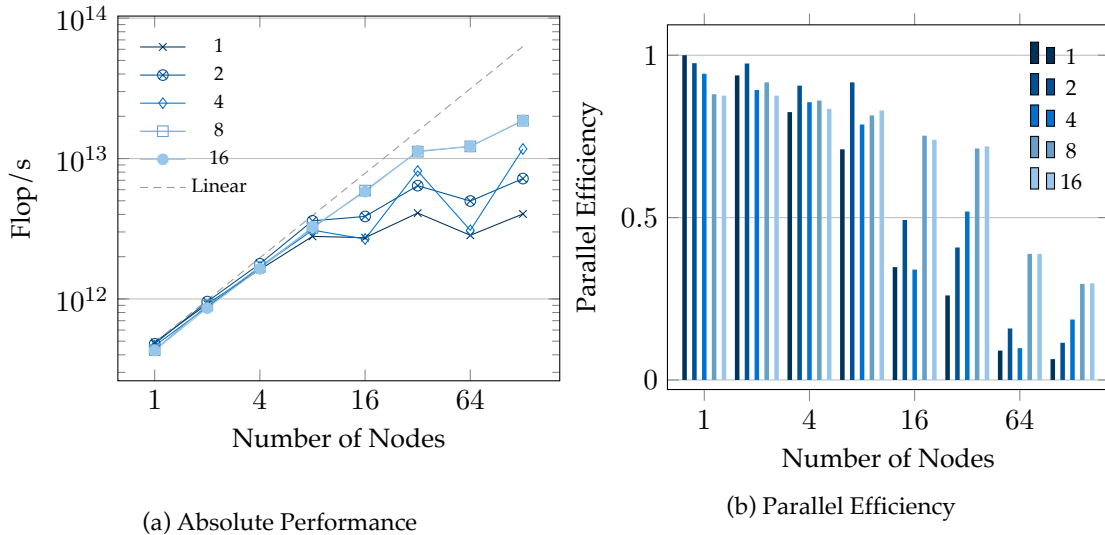 10^14
10^13
10^12
Flop/s
1
2
4
8
16
Linear
1 4 16 64
Number of Nodes
(a) Absolute Performance
1
0.5
0
Parallel Efficiency
1
2
4
8
16
1 4 16 64
Number of Nodes
(b) Parallel Efficiency